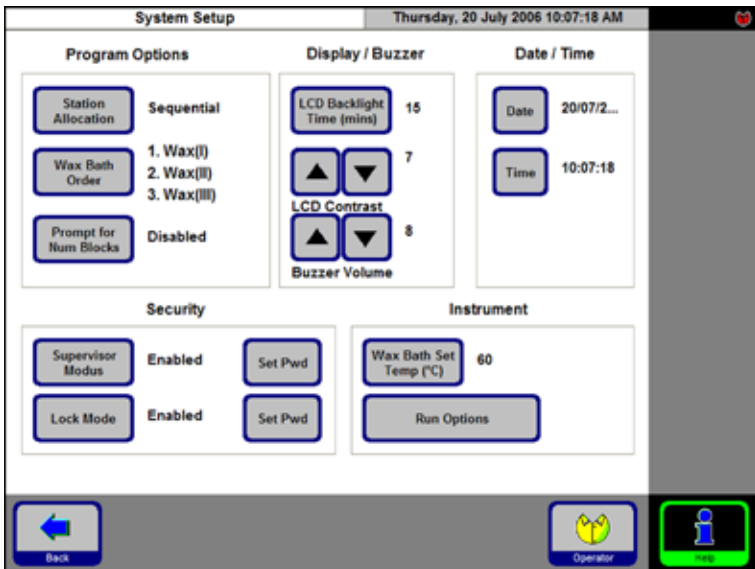 System Setup
Thursday, 20 July 2006 10:07:18 AM
Program Options
Display / Buzzer
Date / Time
Station
Allocation
Sequential
Wax Bath
Order
1. Wax(I)
2. Wax(II)
3. Wax(III)
Prompt for
Num Blocks
Disabled
LCD Backlight
Time (mins)
15
7
LCD Contrast
8
Buzzer Volume
Date
20/07/2...
Time
10:07:18
Security
Instrument
Supervisor
Modus
Enabled
Set Pwd
Lock Mode
Enabled
Set Pwd
Wax Bath Set
Temp (°C)
60
Run Options
Back
Operator
Help